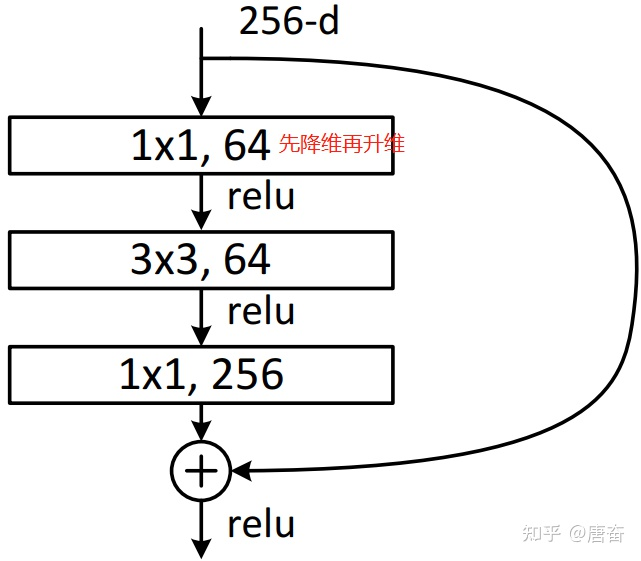 256-d
1x1, 64 先降维再升维
relu
3x3, 64
relu
1x1, 256
+
relu
知乎 @唐奋